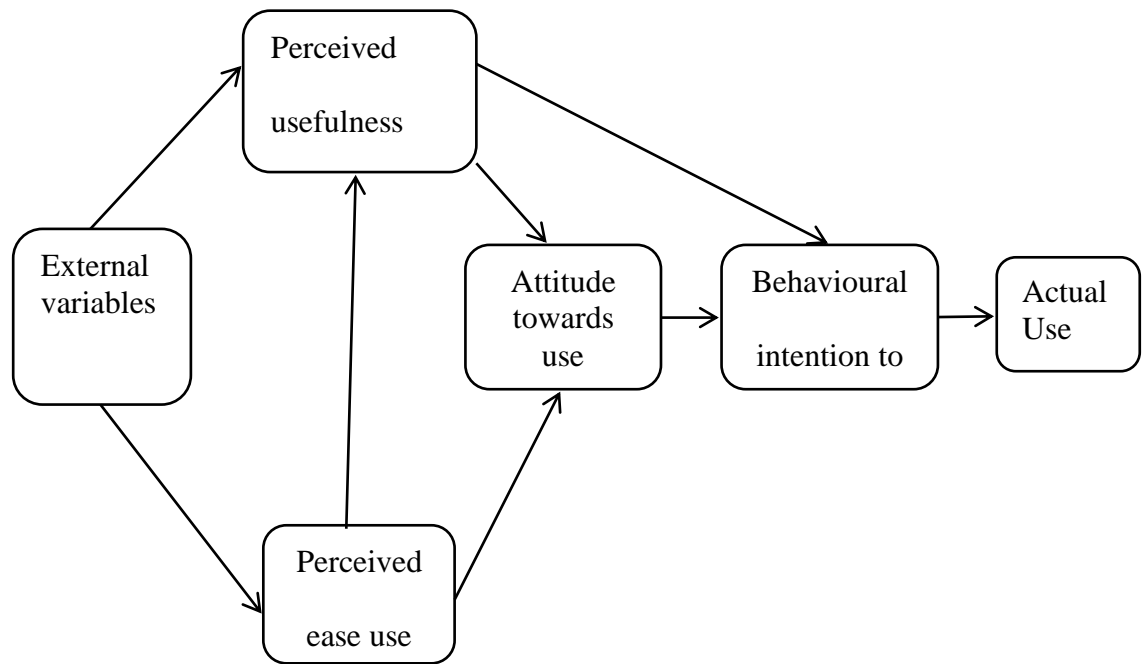 Perceived
usefulness
External
variables
Attitude
towards
use
Behavioural
intention to
Actual
Use
Perceived
ease use